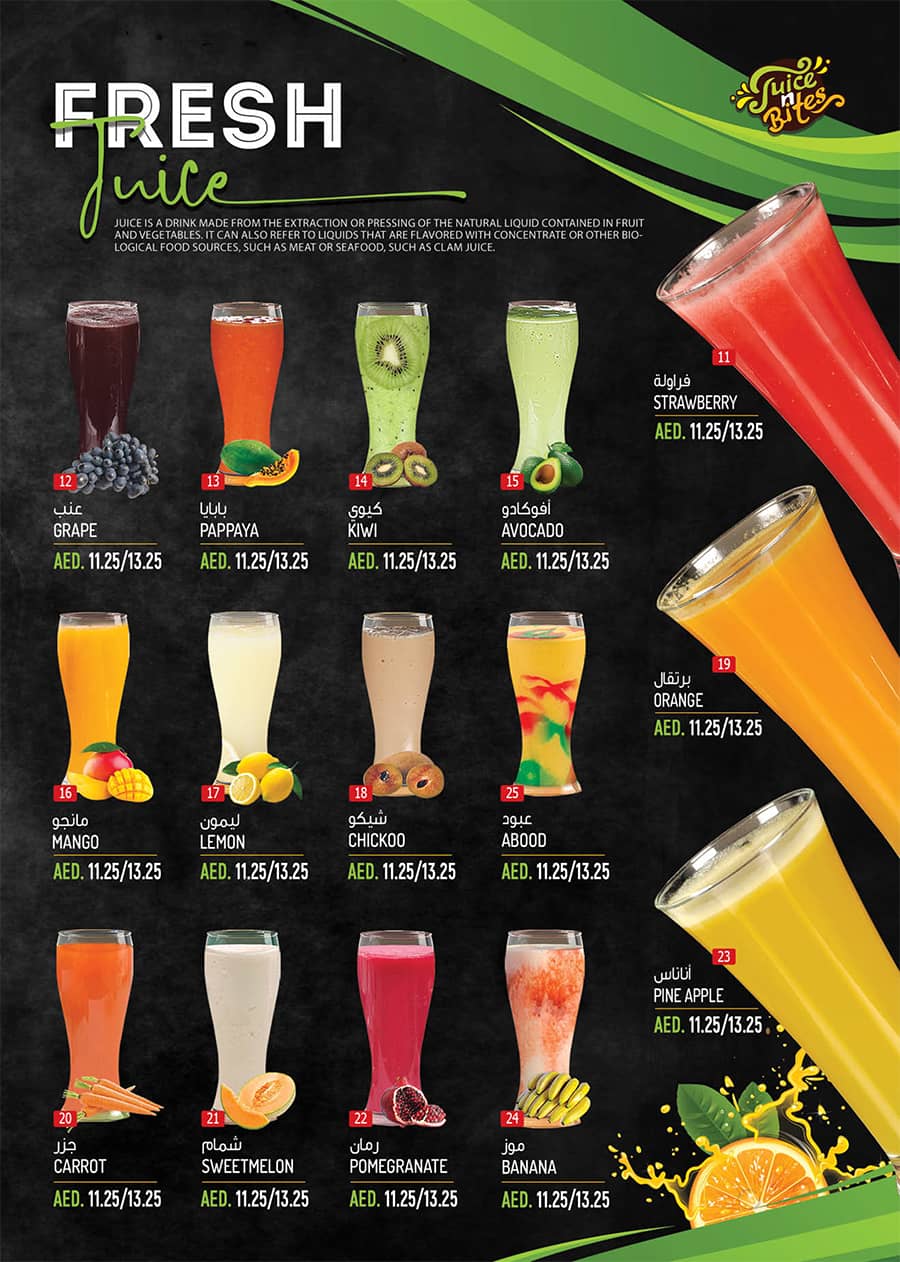 FRESH
Juice
JUICE IS A DRINK MADE FROM THE EXTRACTION OR PRESSING OF THE NATURAL LIQUID CONTAINED IN FRUIT
AND VEGETABLES. IT CAN ALSO REFER TO LIQUIDS THAT ARE FLAVORED WITH CONCENTRATE OR OTHER BIO-
LOGICAL FOOD SOURCES, SUCH AS MEAT OR SEAFOOD, SUCH AS CLAM JUICE.
Juice
n
Bites
11
فراولة
STRAWBERRY
AED. 11.25/13.25
12
عنب
GRAPE
AED. 11.25/13.25
13
بابايا
PAPPAYA
AED. 11.25/13.25
14
كيوي
KIWI
AED. 11.25/13.25
15
أفوكادو
AVOCADO
AED. 11.25/13.25
16
مانجو
MANGO
AED. 11.25/13.25
17
ليمون
LEMON
AED. 11.25/13.25
18
شيكو
CHICKOO
AED. 11.25/13.25
25
عبود
ABOOD
AED. 11.25/13.25
19
برتقال
ORANGE
AED. 11.25/13.25
20
جزر
CARROT
AED. 11.25/13.25
21
شمام
SWEETMELON
AED. 11.25/13.25
22
رمان
POMEGRANATE
AED. 11.25/13.25
24
موز
BANANA
AED. 11.25/13.25
23
أناناس
PINE APPLE
AED. 11.25/13.25